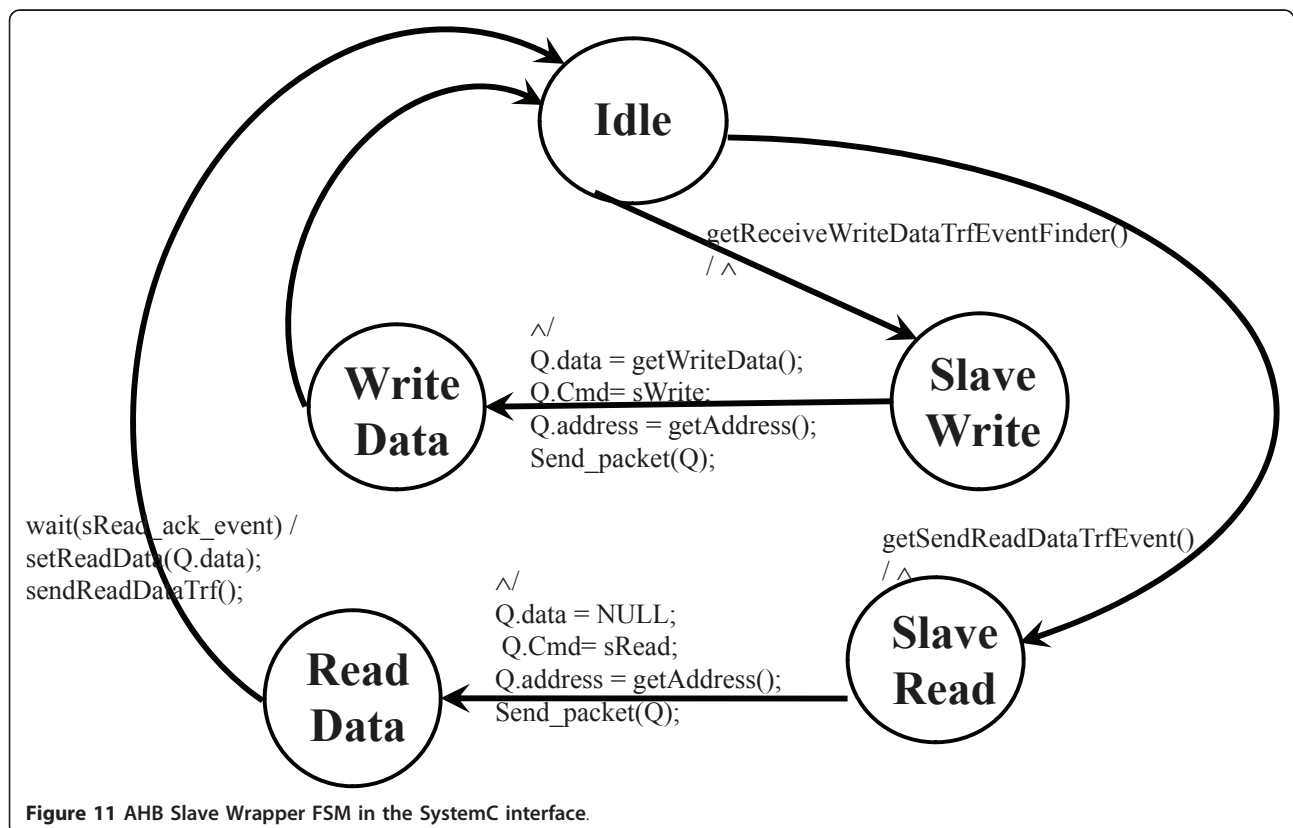 Idle
getReceiveWriteDataTrfEventFinder()
/ ^
^/
Q.data = getWriteData();
Q.Cmd= sWrite;
Q.address = getAddress();
Send_packet(Q);
Write
Data
Slave
Write
wait(sRead_ack_event) /
setReadData(Q.data);
sendReadDataTrf();
getSendReadDataTrfEvent()
/ ^
^/
Q.data = NULL;
Q.Cmd= sRead;
Q.address = getAddress();
Send_packet(Q);
Read
Data
Slave
Read
Figure 11 AHB Slave Wrapper FSM in the SystemC interface.